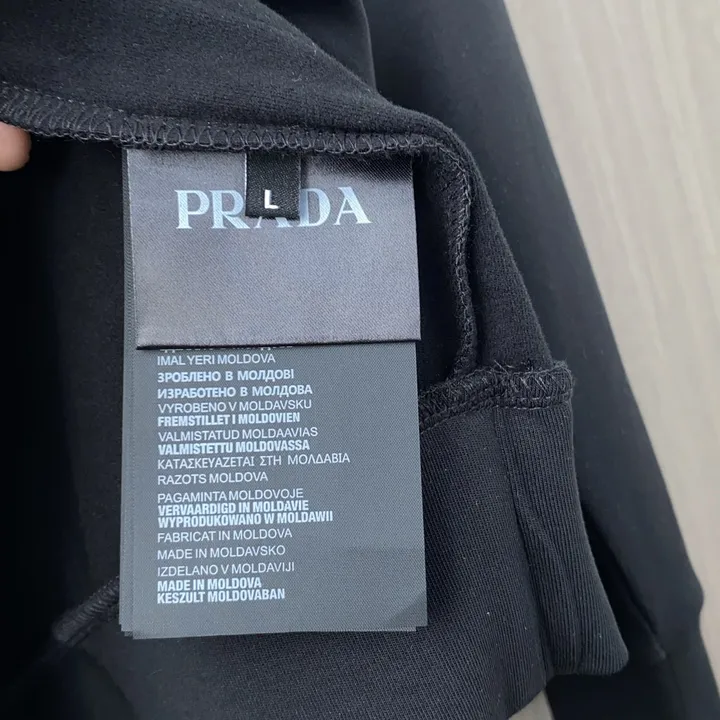 PRADA
L
IMAL YERI MOLDOVA
ЗРОБЛЕНО В МОЛДОВІ
ИЗРАБОТЕНО В МОЛДОВА
VYROBENO V MOLDAVSKU
FREMSTILLET I MOLDOVIEN
VALMISTATUD MOLDAAVIAS
VALMISTETTU MOLDOVASSA
ΚΑΤΑΣΚΕΥΑΖΕΤΑΙ ΣΤΗ ΜΟΛΔΑΒΙΑ
RAZOTS MOLDOVA
PAGAMINTA MOLDOVOJE
VERVAARDIGD IN MOLDAVIE
WYPRODUKOWANO W MOLDAWII
FABRICAT IN MOLDOVA
MADE IN MOLDAVSKO
IZDELANO V MOLDAVIJI
MADE IN MOLDOVA
KESZULT MOLDOVABAN